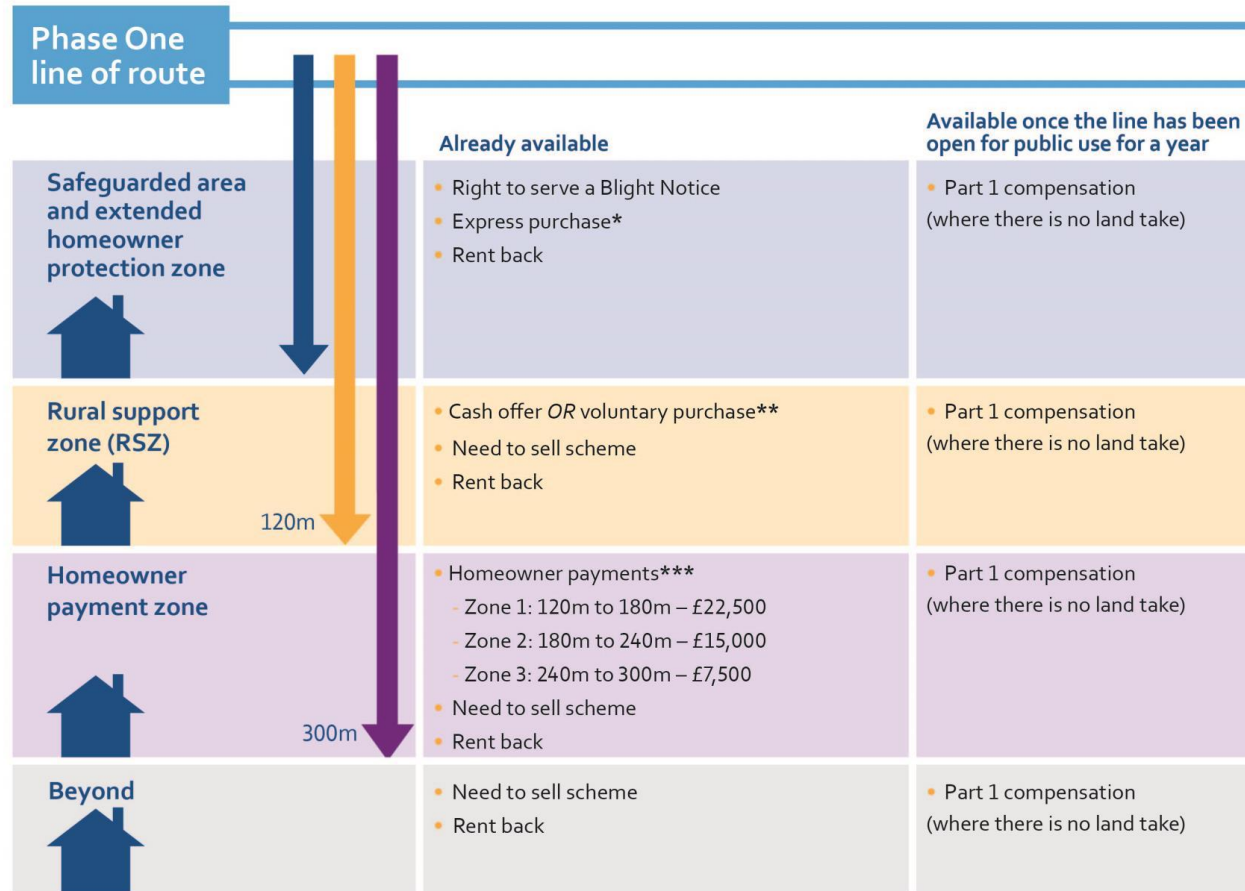 Phase One
line of route
Already available
Available once the line has been
open for public use for a year
Safeguarded area
and extended
homeowner
protection zone
• Right to serve a Blight Notice
• Express purchase*
• Rent back
• Part 1 compensation
(where there is no land take)
Rural support
zone (RSZ)
120m
• Cash offer OR voluntary purchase**
• Need to sell scheme
• Rent back
• Part 1 compensation
(where there is no land take)
Homeowner
payment zone
300m
• Homeowner payments***
- Zone 1: 120m to 180m – £22,500
- Zone 2: 180m to 240m – £15,000
- Zone 3: 240m to 300m – £7,500
• Need to sell scheme
• Rent back
• Part 1 compensation
(where there is no land take)
Beyond
• Need to sell scheme
• Rent back
• Part 1 compensation
(where there is no land take)